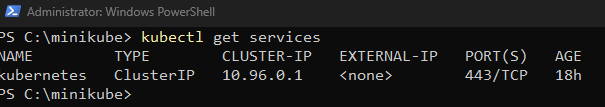 Administrator: Windows PowerShell
PS C:\minikube> kubectl get services
NAME TYPE CLUSTER-IP EXTERNAL-IP PORT(S) AGE
kubernetes ClusterIP 10.96.0.1 <none> 443/TCP 18h
PS C:\minikube>